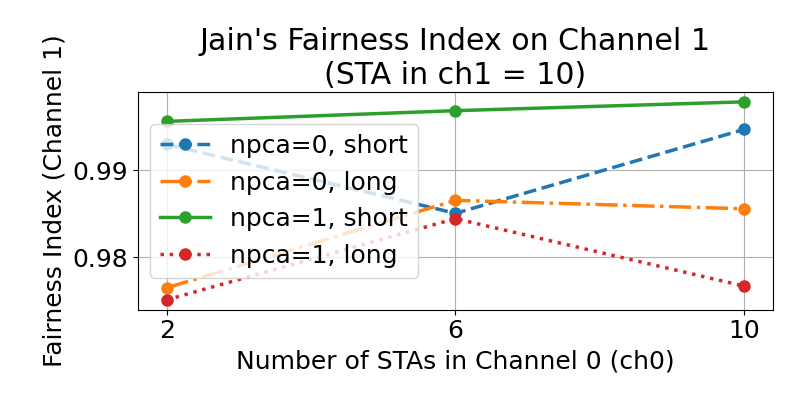 Jain's Fairness Index on Channel 1
(STA in ch1 = 10)
Fairness Index (Channel 1)
0.99
0.98
npca=0, short
npca=0, long
npca=1, short
npca=1, long
2
6
10
Number of STAs in Channel 0 (ch0)